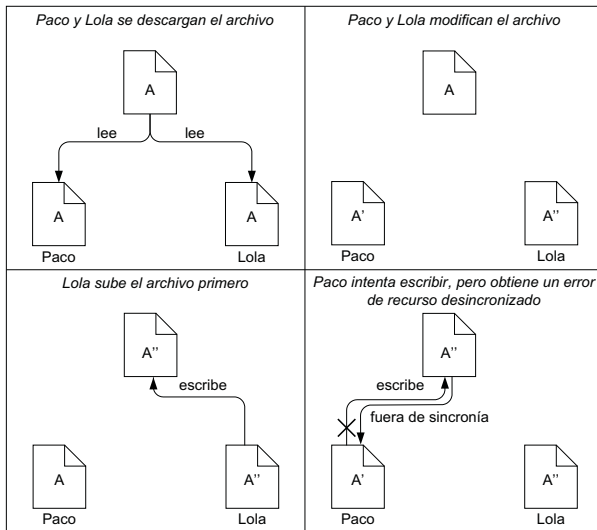 Paco y Lola se descargan el archivo
A
lee
lee
A
A
Paco
Lola
Paco y Lola modifican el archivo
A
A'
A''
Paco
Lola
Lola sube el archivo primero
A''
escribe
A
A''
Paco
Lola
Paco intenta escribir, pero obtiene un error
de recurso desincronizado
A''
escribe
fuera de sincronía
A'
A''
Paco
Lola